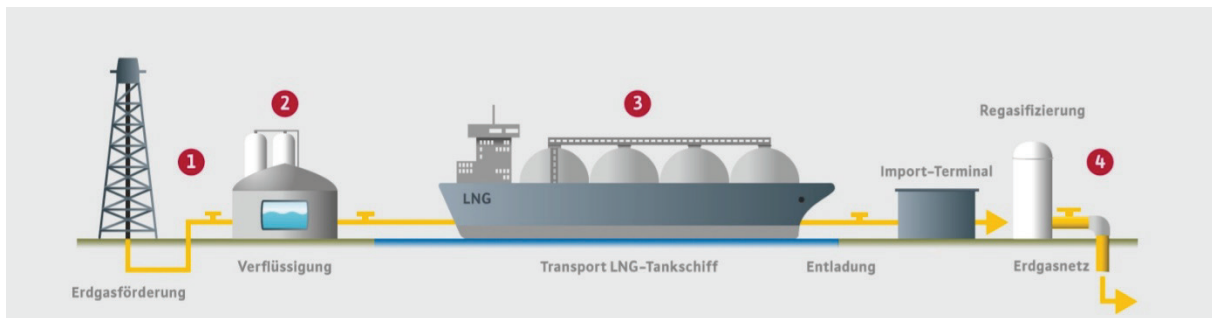 1
2
3
4
Regasifizierung
Import-Terminal
LNG
Verflüssigung
Transport LNG-Tankschiff
Entladung
Erdgasnetz
Erdgasförderung